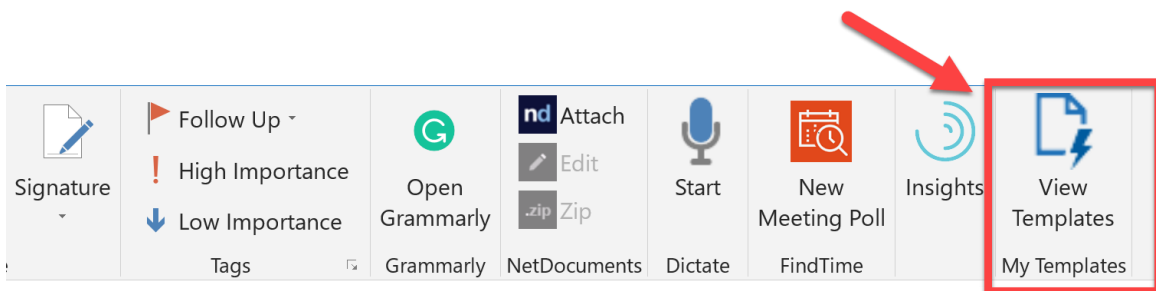 Signature
Follow Up
High Importance
Low Importance
Tags
Open
Grammarly
Grammarly
nd Attach
Edit
.zip Zip
NetDocuments
Start
Dictate
New
Meeting Poll
FindTime
Insights
View
Templates
My Templates